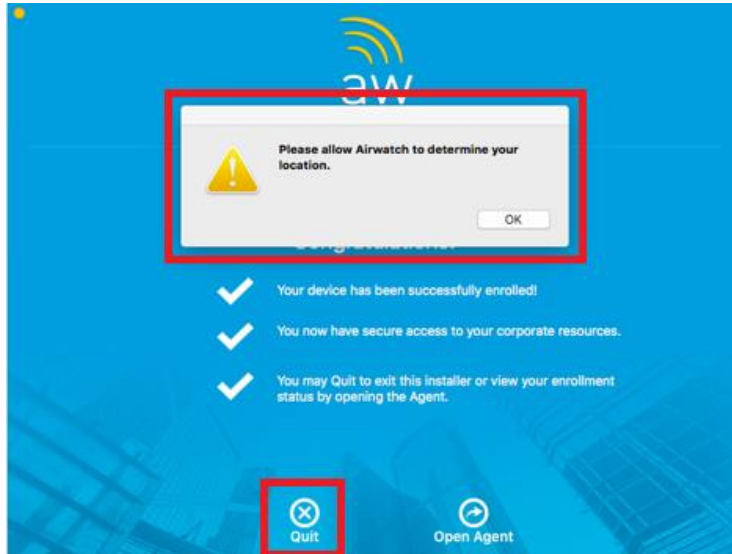 aw
Please allow Airwatch to determine your
location.
OK
Congratulations!
Your device has been successfully enrolled!
You now have secure access to your corporate resources.
You may Quit to exit this installer or view your enrollment
status by opening the Agent.
Quit
Open Agent